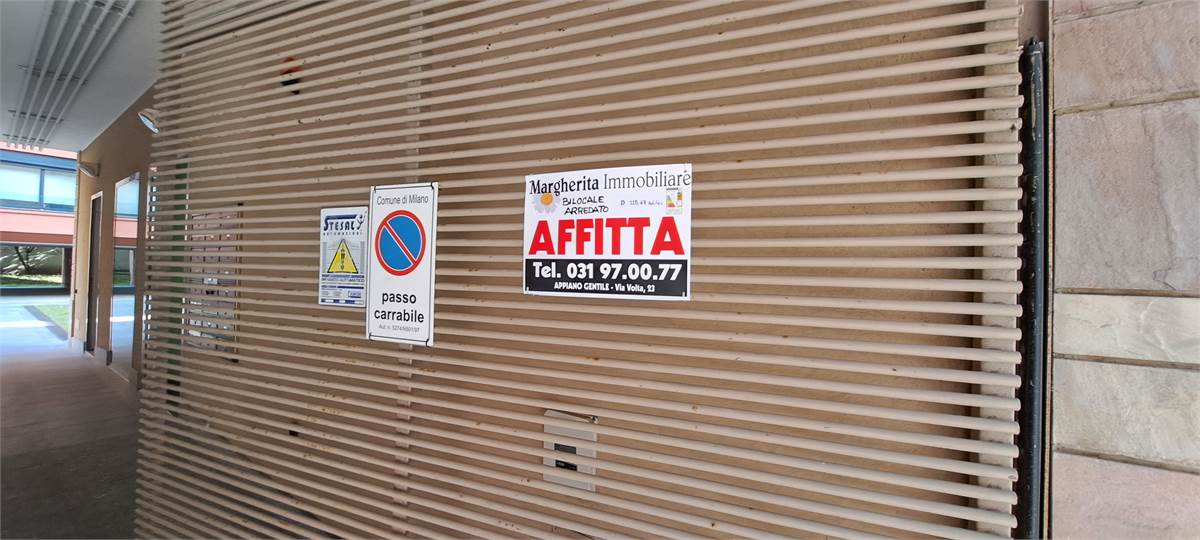 STESAL
automazioni
Comune di Milano
passo
carrabile
Margherita Immobiliare
BILOCALE
ARREDATO
D
AFFITTA
Tel. 031 97.00.77
APPIANO GENTILE - Via Volta, 23